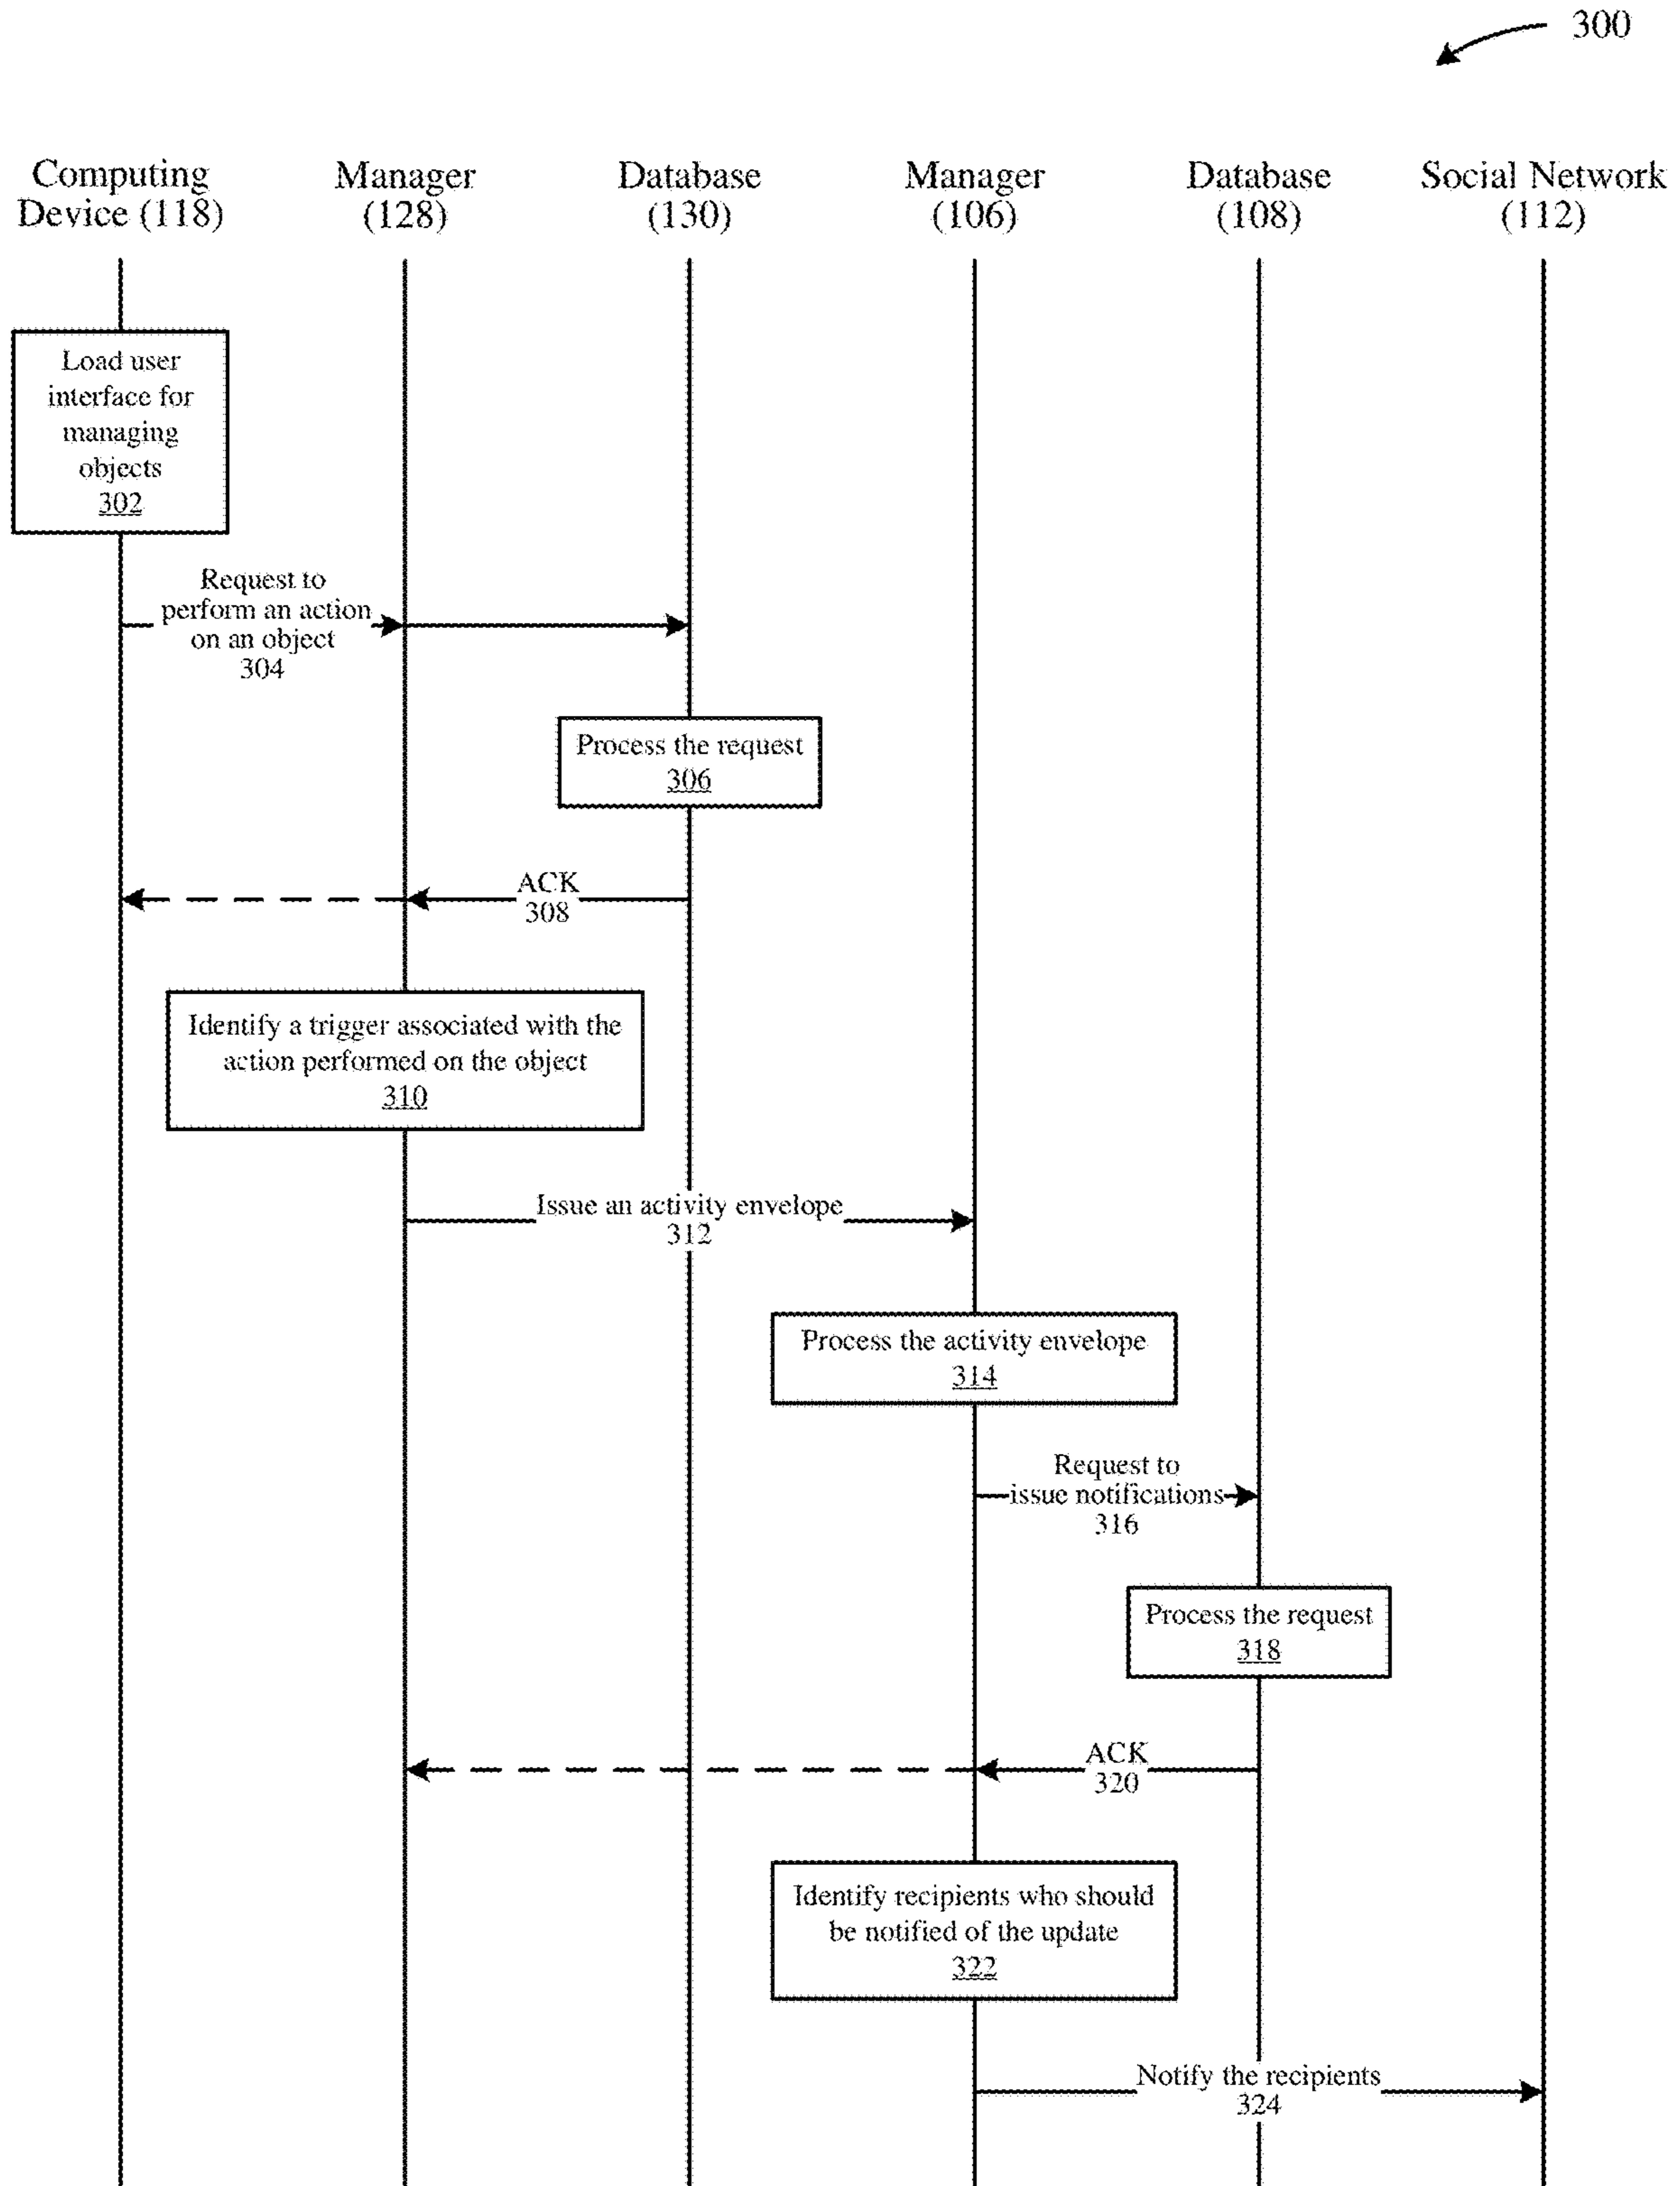 300
Computing
Device (118)
Manager
(128)
Database
(130)
Manager
(106)
Database
(108)
Social Network
(112)
Load user
interface for
managing
objects
302
Request to
perform an action
on an object
304
Process the request
306
ACK
308
Identify a trigger associated with the
action performed on the object
310
Issue an activity envelope
312
Process the activity envelope
314
Request to
issue notifications
316
Process the request
318
ACK
320
Identify recipients who should
be notified of the update
322
Notify the recipients
324